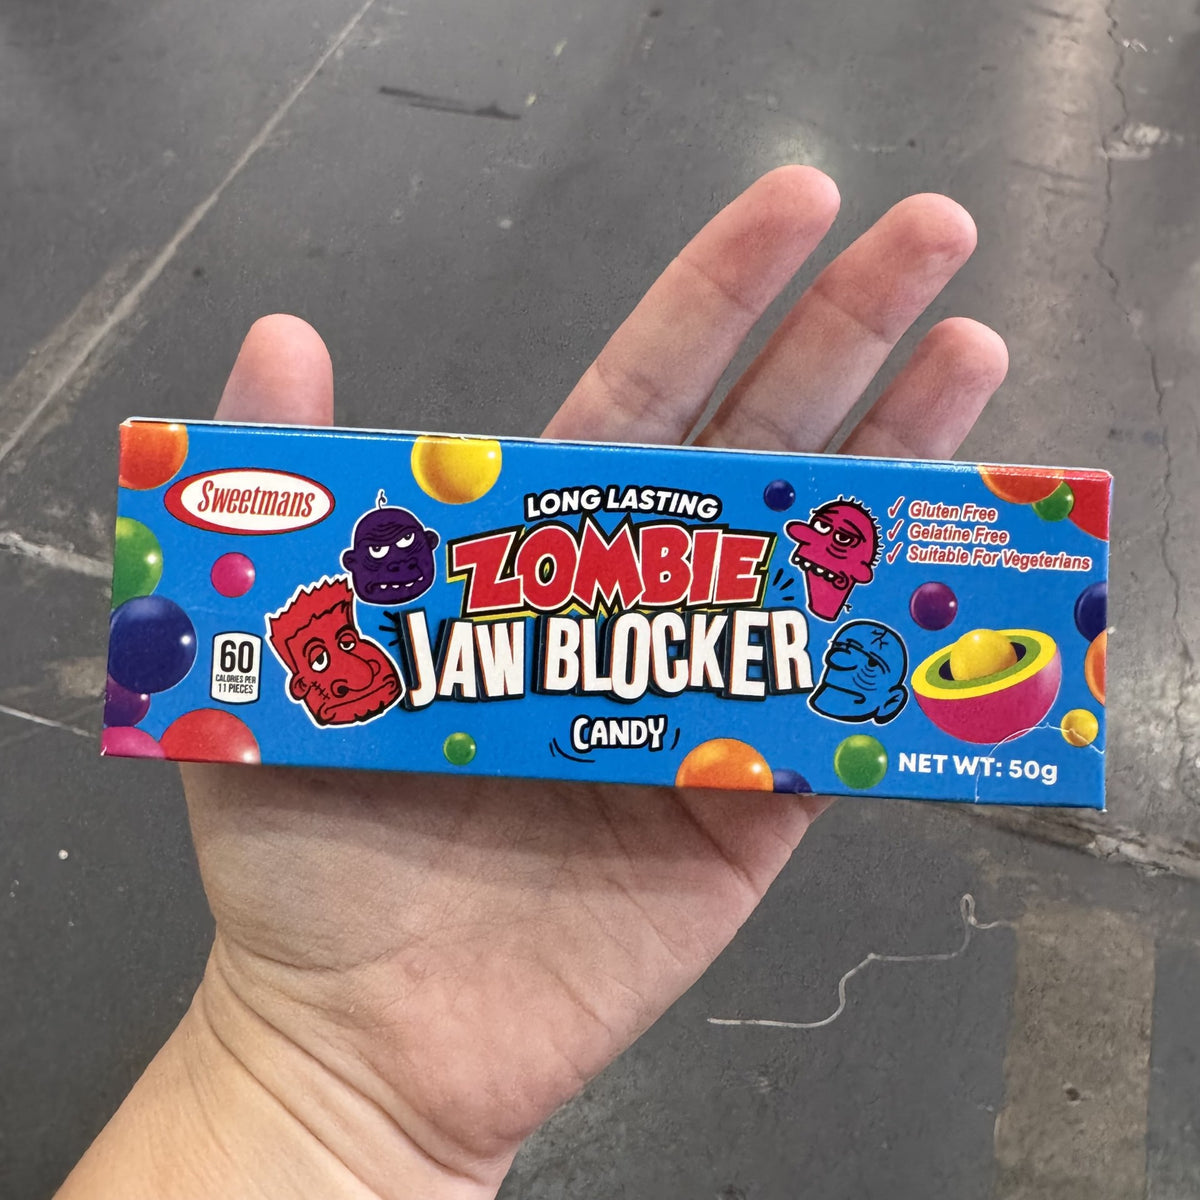 Sweetmans
LONG LASTING
ZOMBIE
JAW BLOCKER
CANDY
60
CALORIES PER
11 PIECES
✓ Gluten Free
✓ Gelatine Free
✓ Suitable For Vegeterians
NET WT: 50g